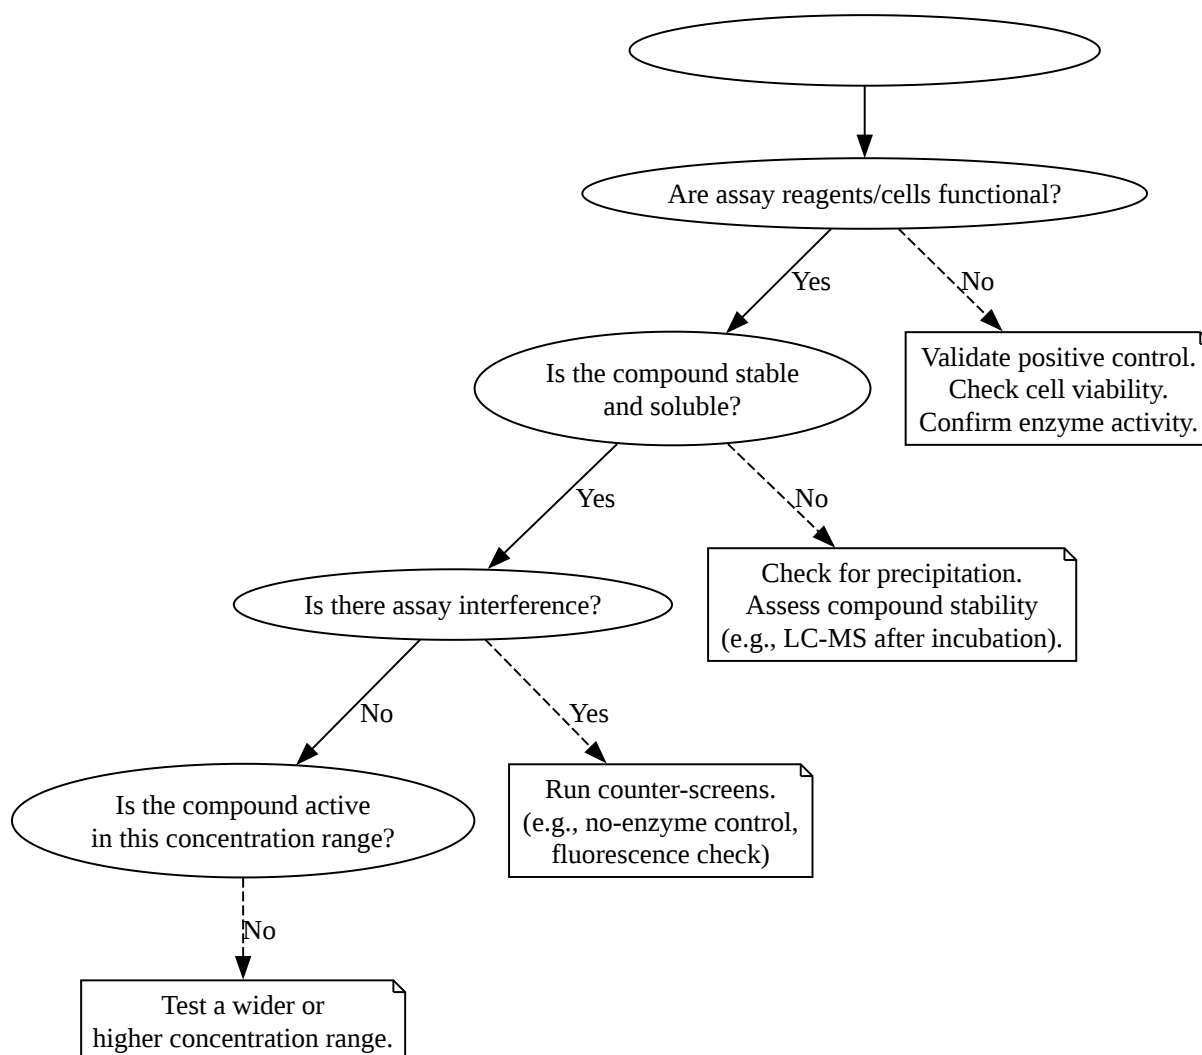 Are assay reagents/cells functional?
Yes
No
Is the compound stable
and soluble?
Validate positive control.
Check cell viability.
Confirm enzyme activity.
Yes
No
Is there assay interference?
Check for precipitation.
Assess compound stability
(e.g., LC-MS after incubation).
No
Yes
Is the compound active
in this concentration range?
Run counter-screens.
(e.g., no-enzyme control,
fluorescence check)
No
Test a wider or
higher concentration range.